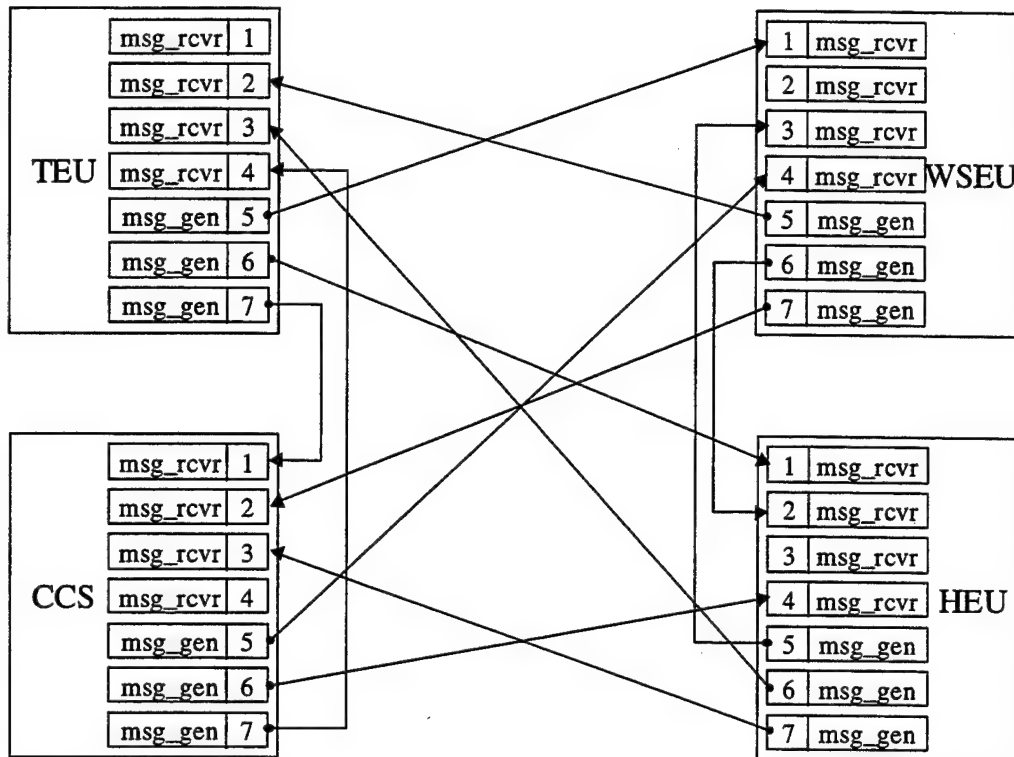 msg_rcvr 1
msg_rcvr 2
msg_rcvr 3
TEU msg_rcvr 4
msg_gen 5
msg_gen 6
msg_gen 7
1 msg_rcvr
2 msg_rcvr
3 msg_rcvr
4 msg_rcvr WSEU
5 msg_gen
6 msg_gen
7 msg_gen
msg_rcvr 1
msg_rcvr 2
msg_rcvr 3
CCS msg_rcvr 4
msg_gen 5
msg_gen 6
msg_gen 7
1 msg_rcvr
2 msg_rcvr
3 msg_rcvr
4 msg_rcvr HEU
5 msg_gen
6 msg_gen
7 msg_gen